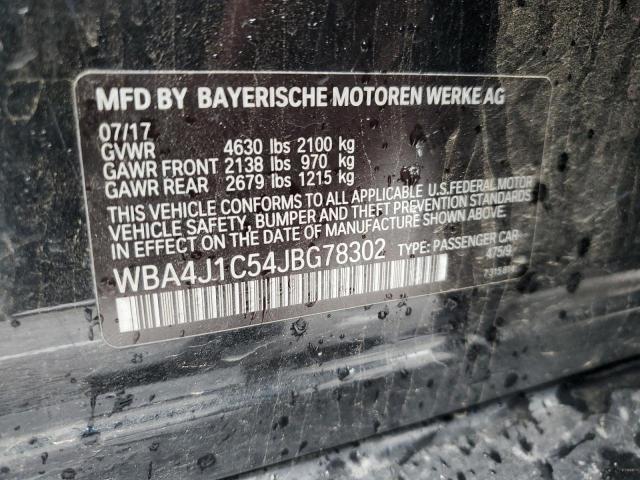 MFD BY BAYERISCHE MOTOREN WERKE AG
07/17
GVWR 4630 lbs 2100 kg
GAWR FRONT 2138 lbs 970 kg
GAWR REAR 2679 lbs 1215 kg
THIS VEHICLE CONFORMS TO ALL APPLICABLE U.S.FEDERAL MOTOR
VEHICLE SAFETY, BUMPER AND THEFT PREVENTION STANDARDS
IN EFFECT ON THE DATE OF MANUFACTURE SHOWN ABOVE.
WBA4J1C54JBG78302 TYPE: PASSENGER CAR
475/9